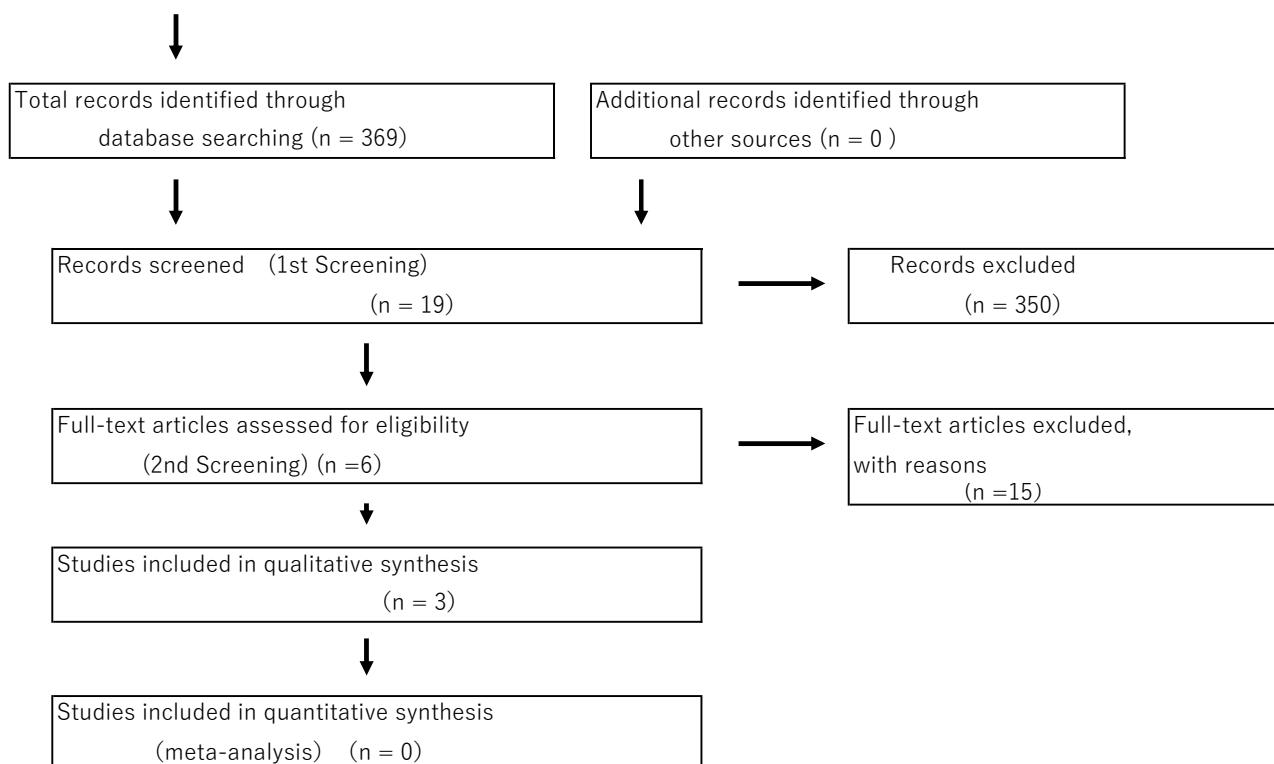 Total records identified through
database searching (n = 369)
Additional records identified through
other sources (n = 0 )
Records screened (1st Screening)
(n = 19)
Records excluded
(n = 350)
Full-text articles assessed for eligibility
(2nd Screening) (n =6)
Full-text articles excluded,
with reasons
(n =15)
Studies included in qualitative synthesis
(n = 3)
Studies included in quantitative synthesis
(meta-analysis) (n = 0)